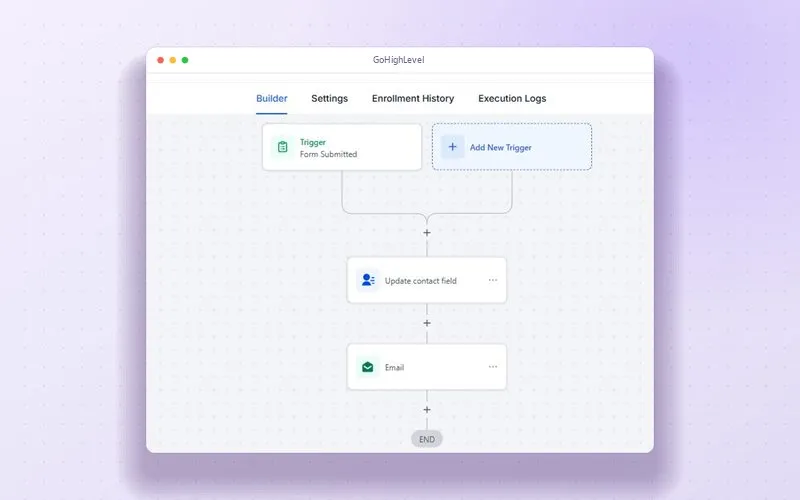 GoHighLevel
Builder
Settings
Enrollment History
Execution Logs
Trigger
Form Submitted
Add New Trigger
Update contact field
Email
END